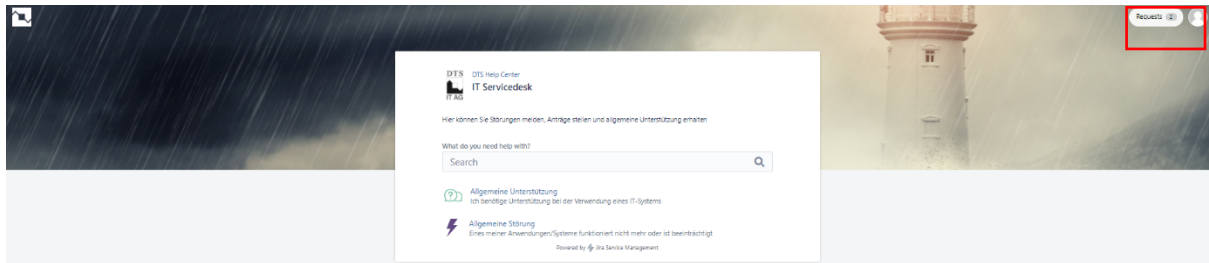 Requests 2
DTS
IT AG
DTS Help Center
IT Servicedesk
Hier können Sie Störungen melden, Anträge stellen und allgemeine Unterstützung erhalten
What do you need help with?
Search
Allgemeine Unterstützung
Ich benötige Unterstützung bei der Verwendung eines IT-Systems
Allgemeine Störung
Eines meiner Anwendungen/Systeme funktioniert nicht mehr oder ist beeinträchtigt
Powered by Jira Service Management